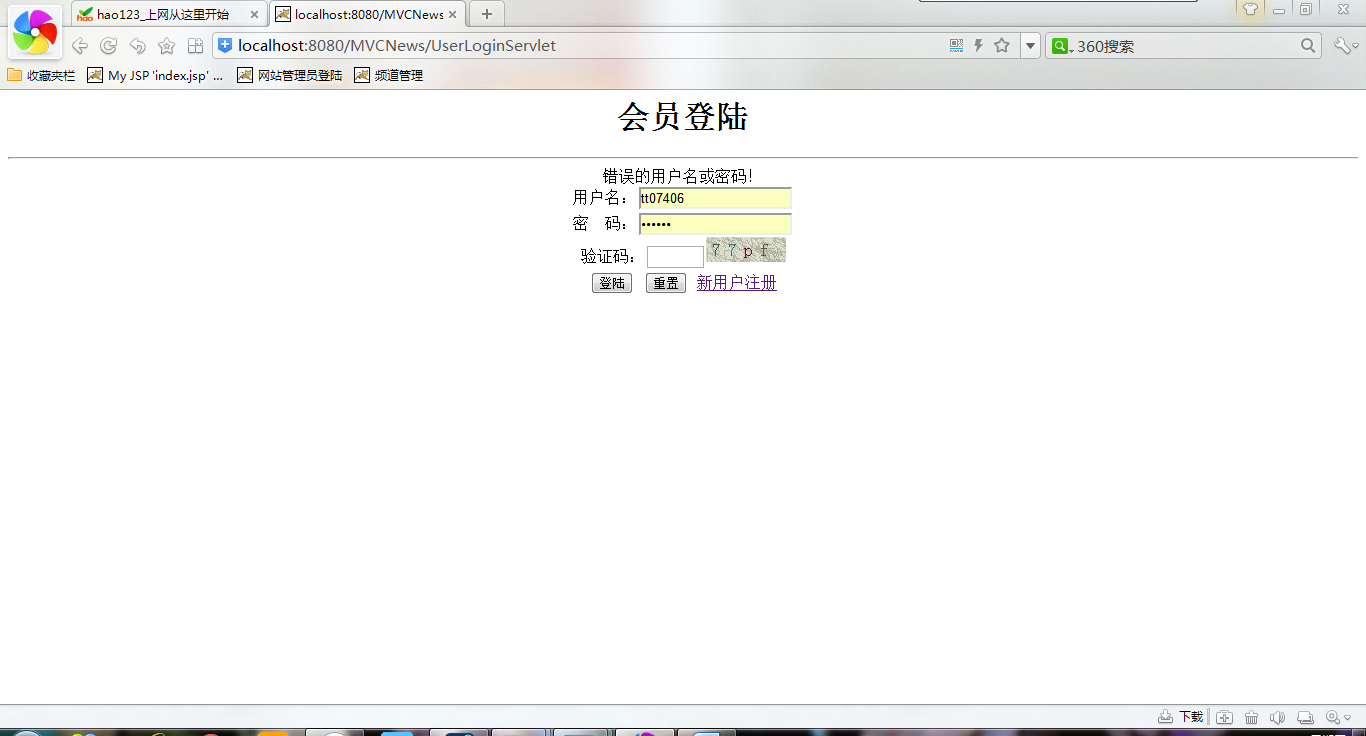 hao123_上网从这里开始
localhost:8080/MVCNews
localhost:8080/MVCNews/UserLoginServlet
360搜索
收藏夹栏 My JSP 'index.jsp' ... 网站管理员登陆 频道管理
会员登陆
错误的用户名或密码!
用户名： tt07406
密 码： ••••••
验证码： 77pf
登陆 重置 新用户注册
下载